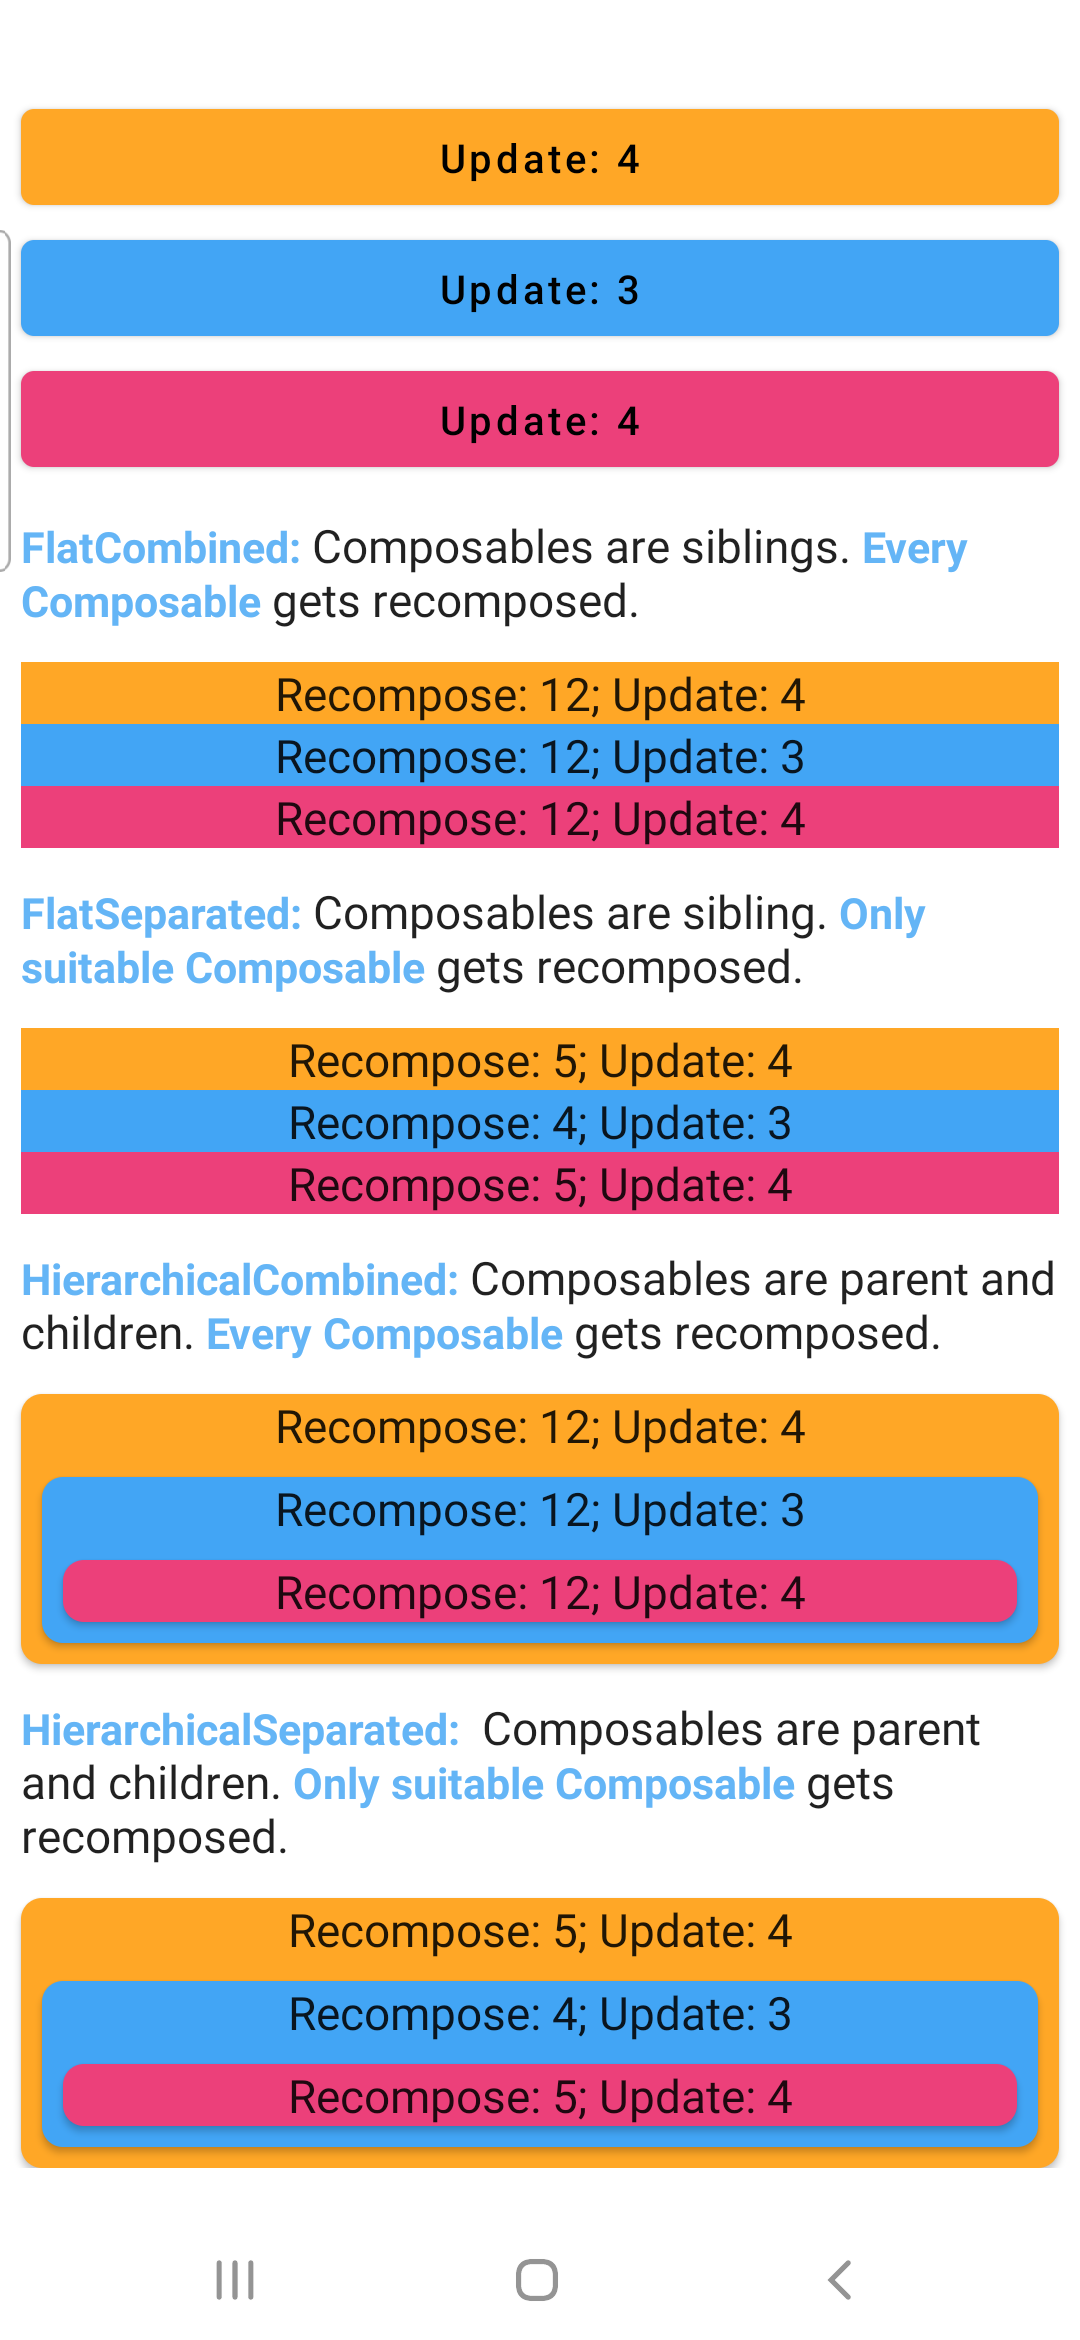 Update: 4
Update: 3
Update: 4
FlatCombined: Composables are siblings. Every
Composable gets recomposed.
Recompose: 12; Update: 4
Recompose: 12; Update: 3
Recompose: 12; Update: 4
FlatSeparated: Composables are sibling. Only
suitable Composable gets recomposed.
Recompose: 5; Update: 4
Recompose: 4; Update: 3
Recompose: 5; Update: 4
HierarchicalCombined: Composables are parent and
children. Every Composable gets recomposed.
Recompose: 12; Update: 4
Recompose: 12; Update: 3
Recompose: 12; Update: 4
HierarchicalSeparated:  Composables are parent
and children. Only suitable Composable gets
recomposed.
Recompose: 5; Update: 4
Recompose: 4; Update: 3
Recompose: 5; Update: 4